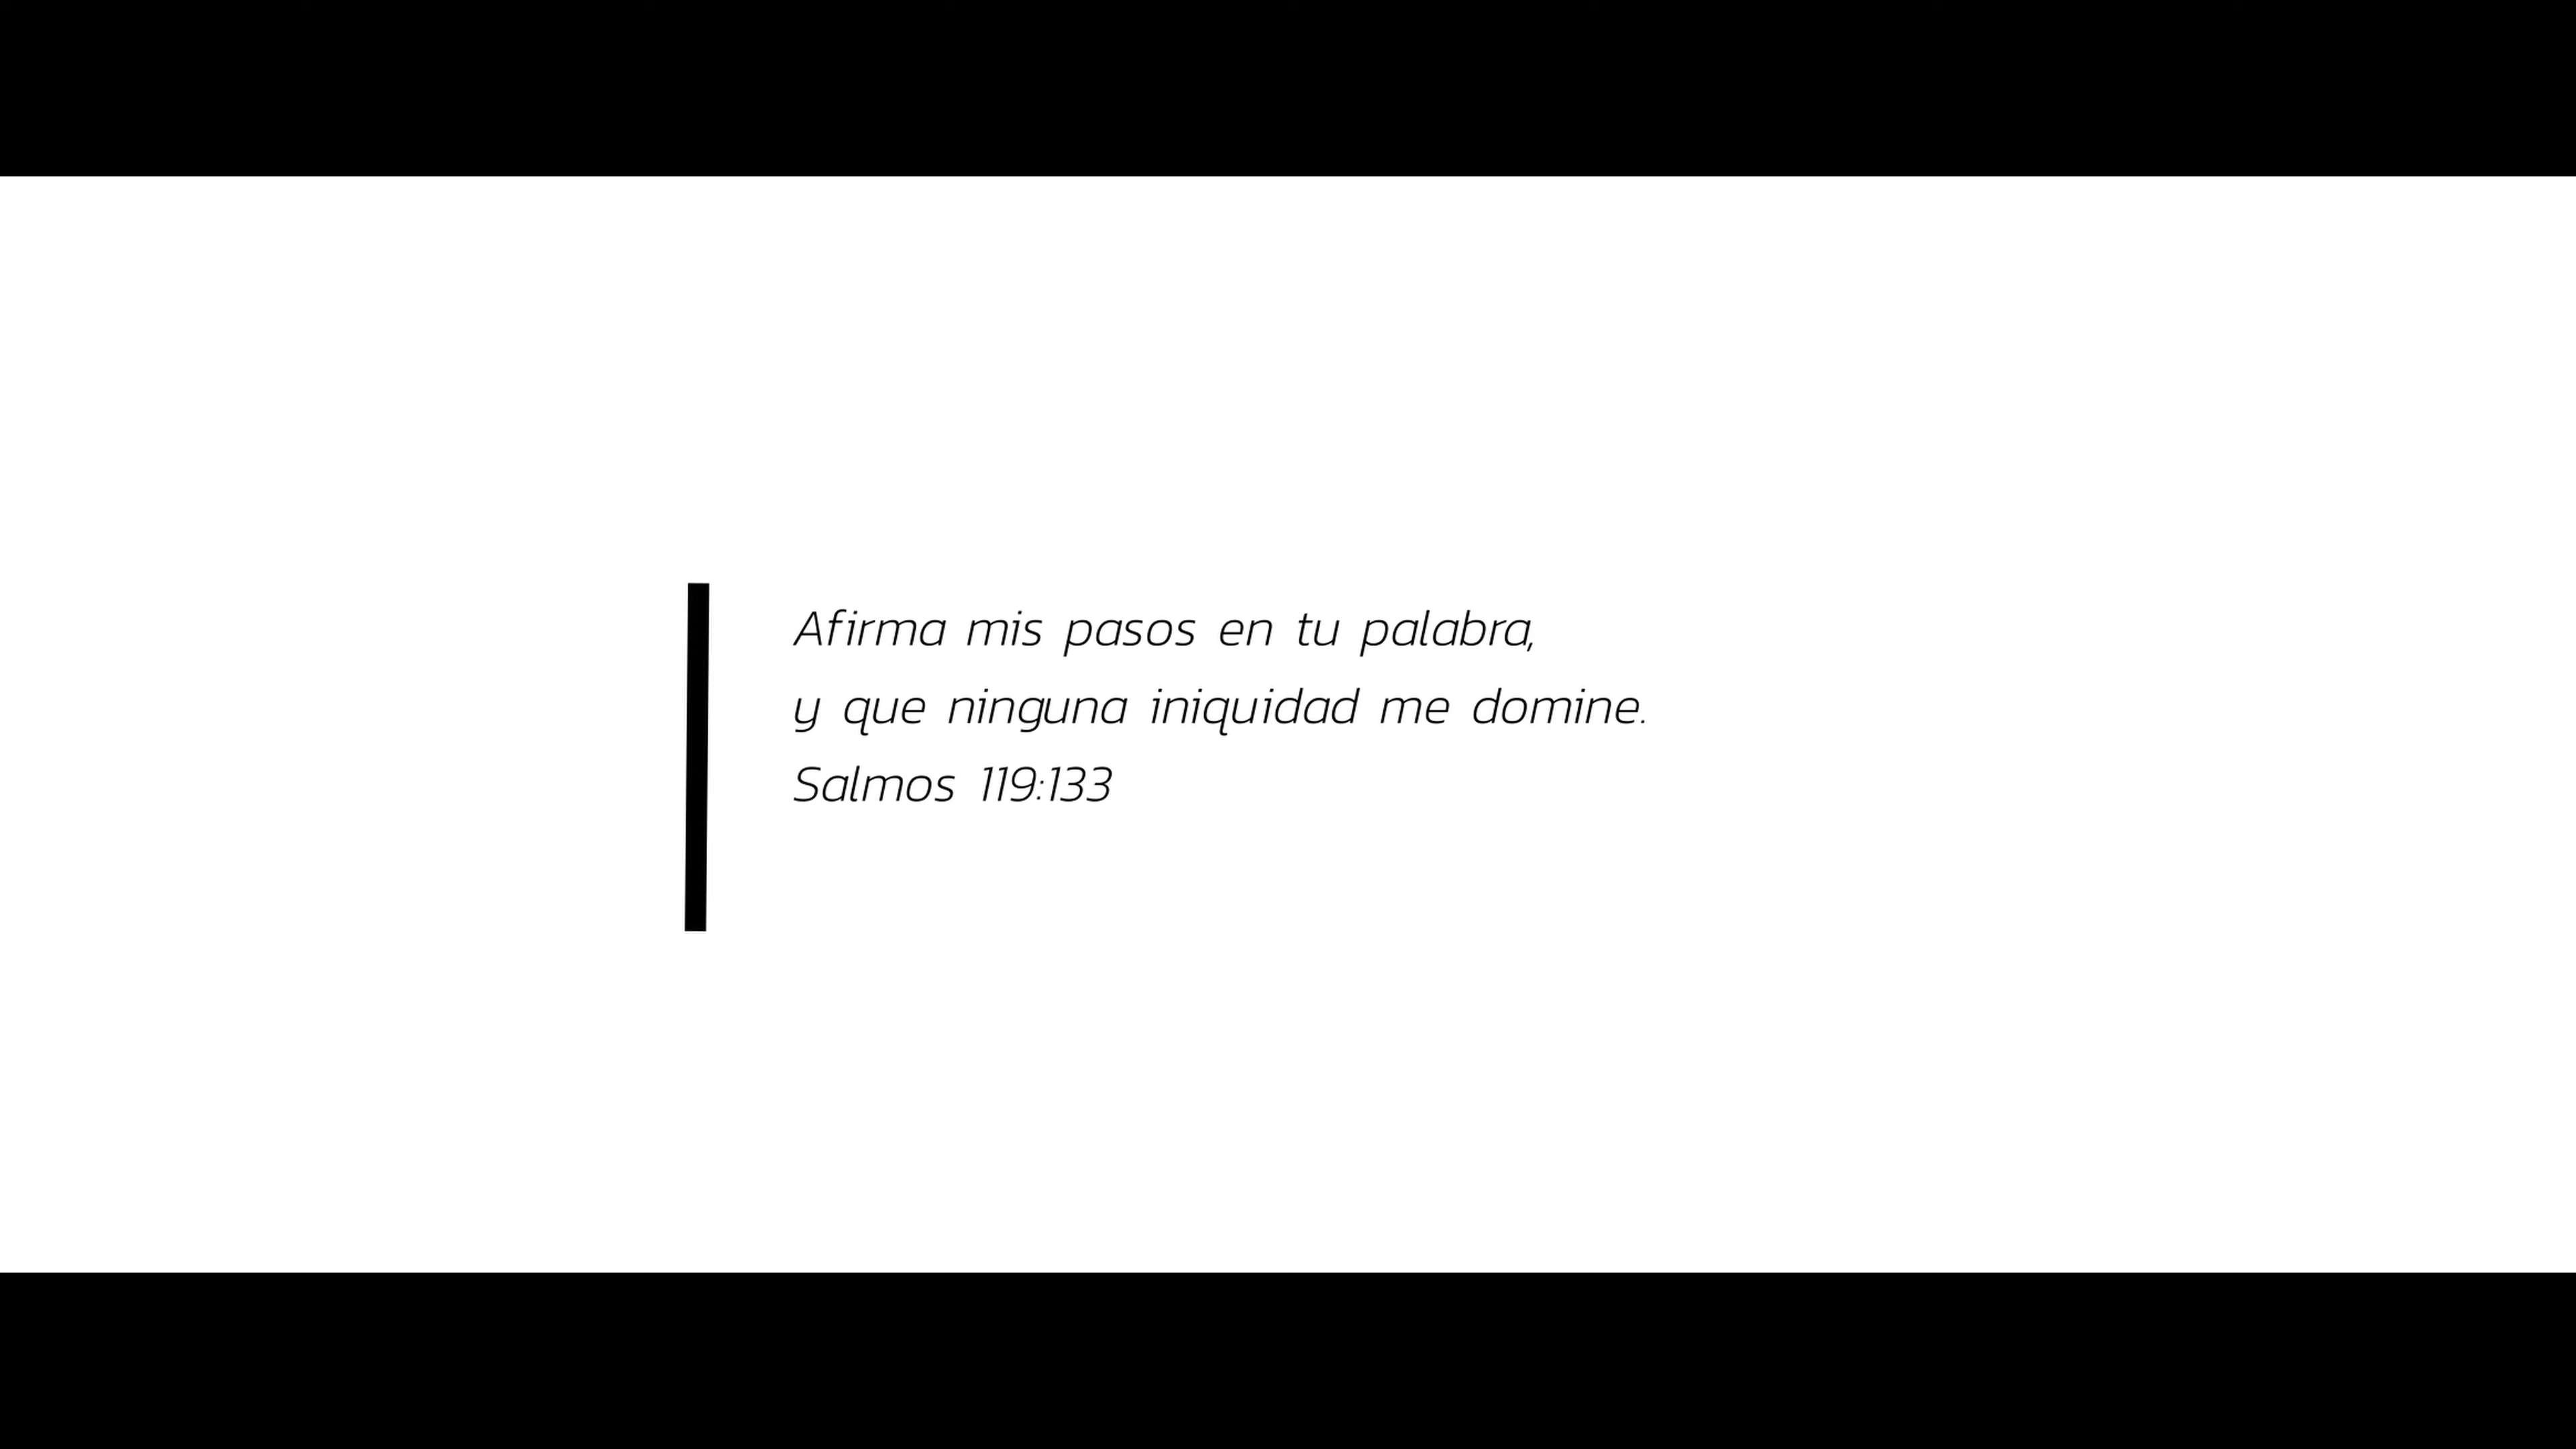 Afirma mis pasos en tu palabra,
y que ninguna iniquidad me domine.
Salmos 119:133